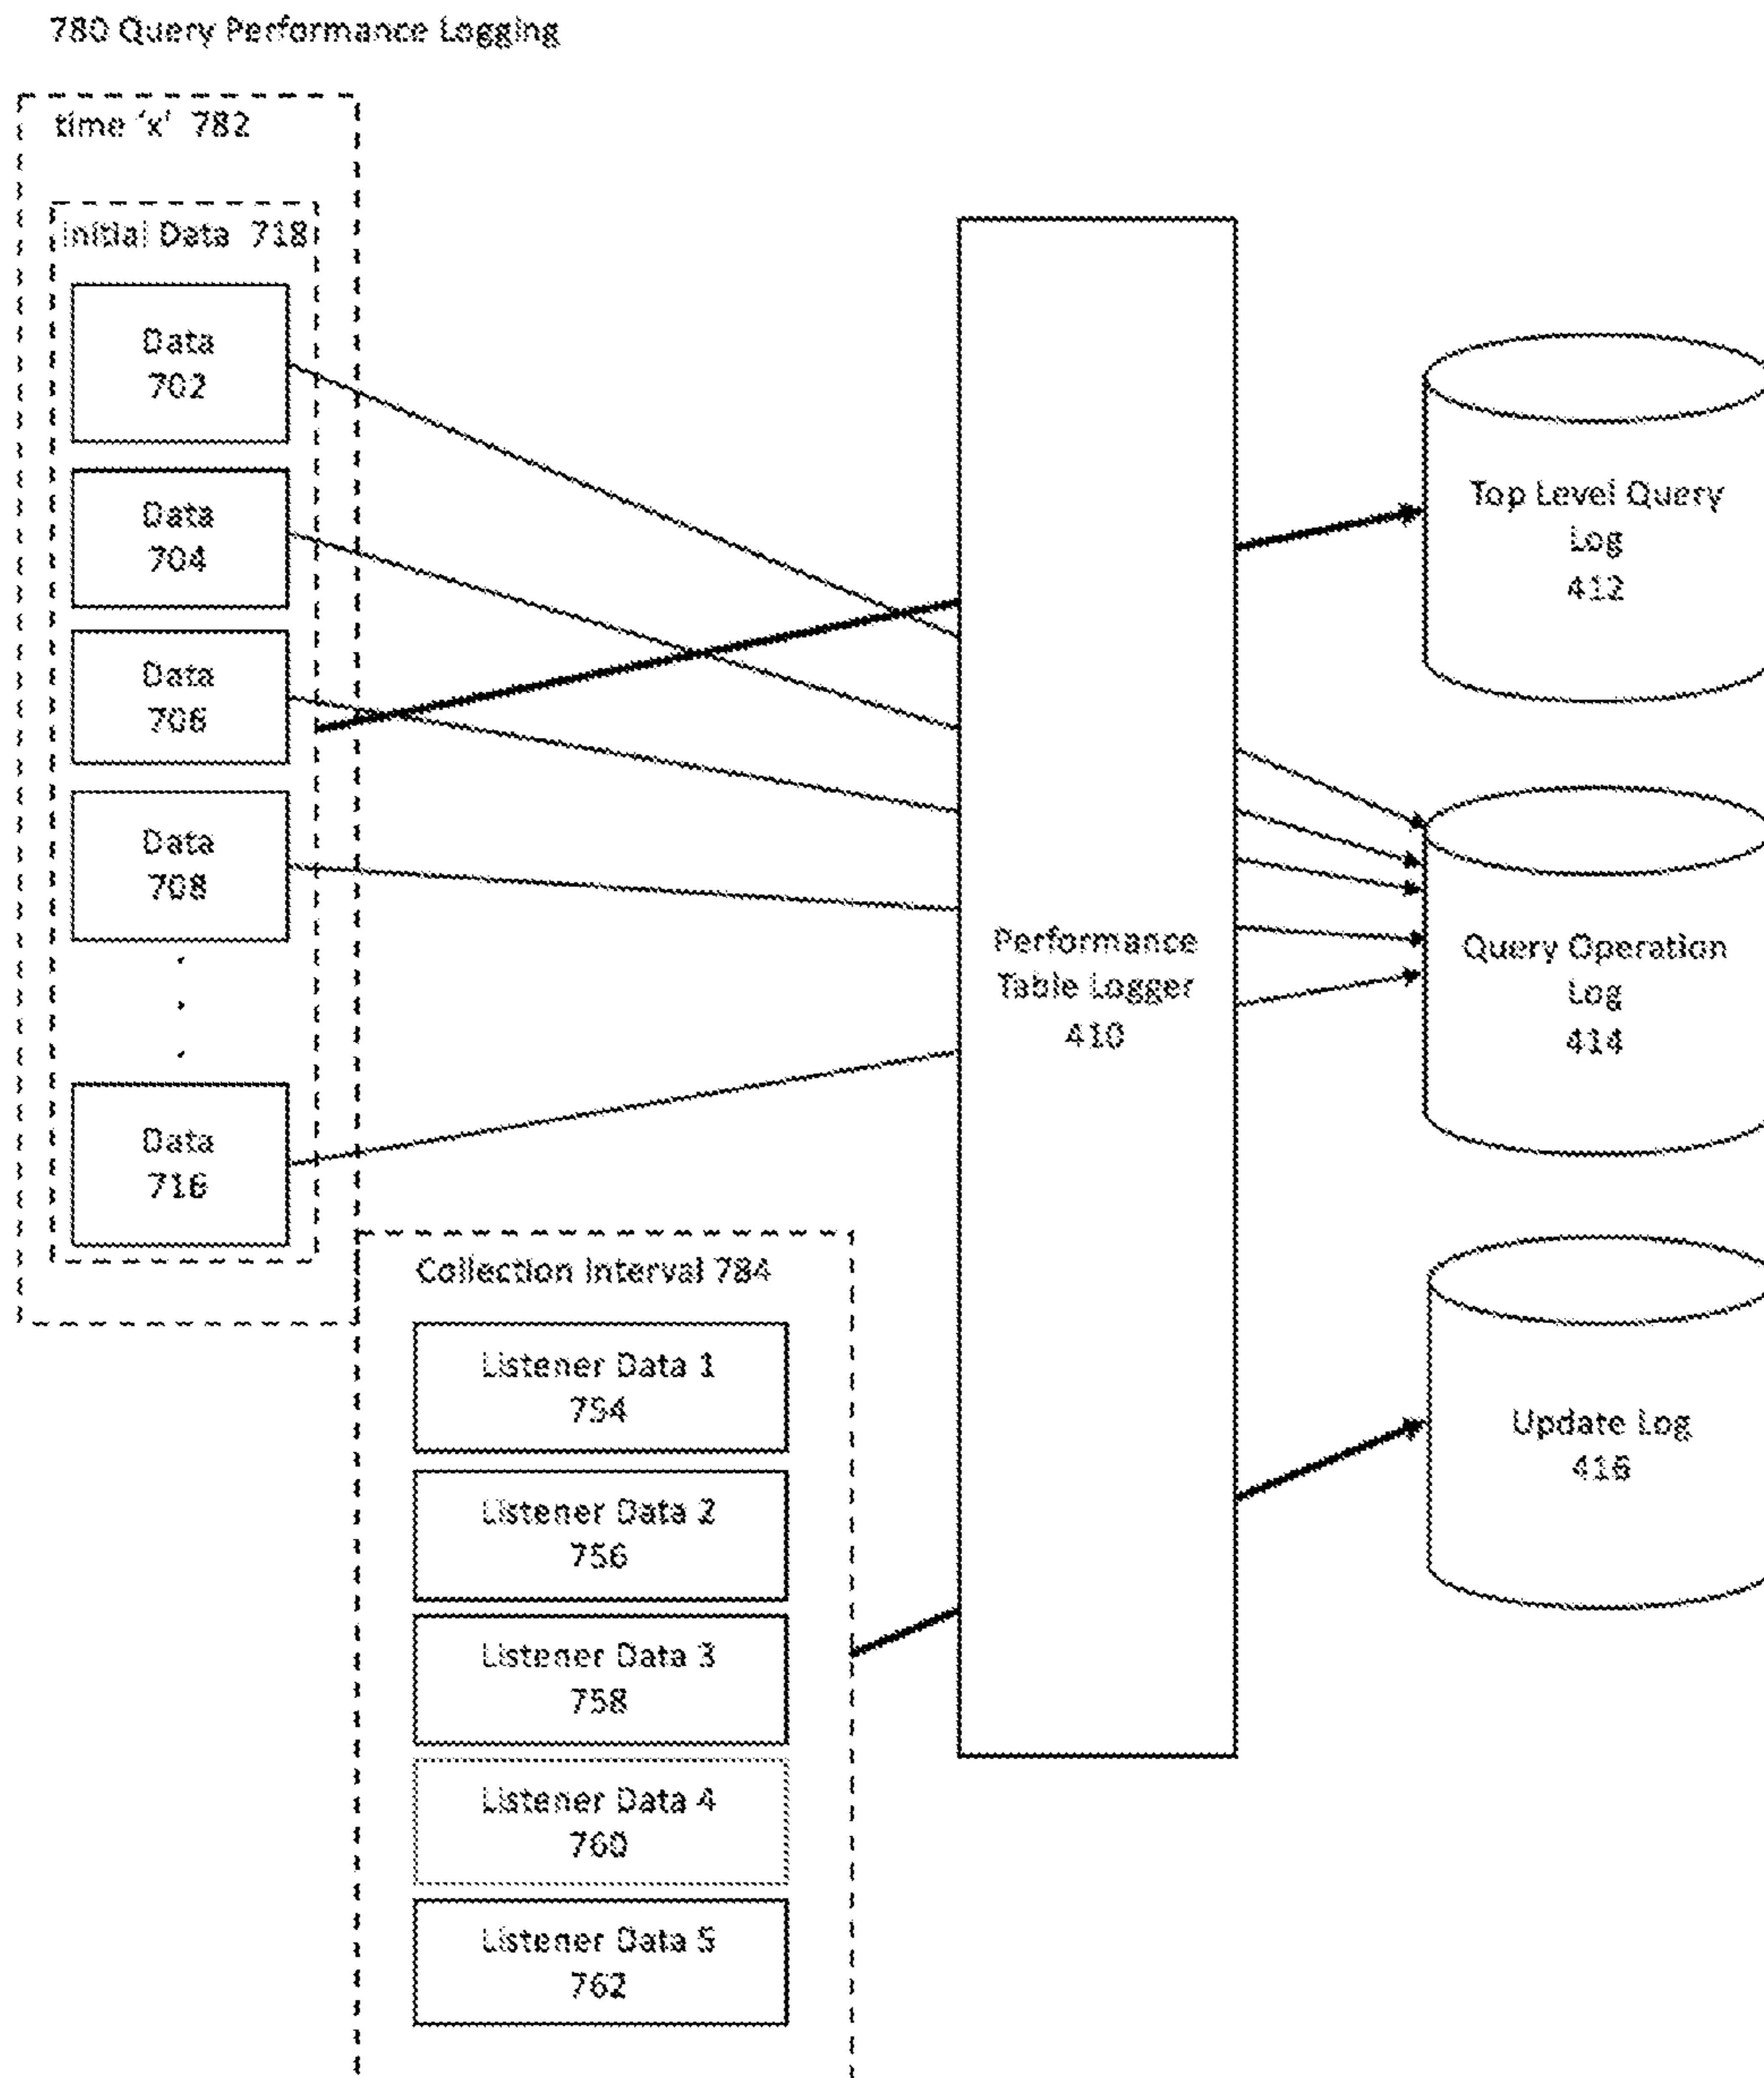 780 Query Performance Logging
time 'x' 782
Initial Data 718
Data
702
Data
704
Data
706
Data
708
Data
716
Performance
Table Logger
410
Top Level Query
Log
412
Query Operation
Log
414
Update Log
416
Collection Interval 784
Listener Data 1
754
Listener Data 2
756
Listener Data 3
758
Listener Data 4
760
Listener Data 5
762